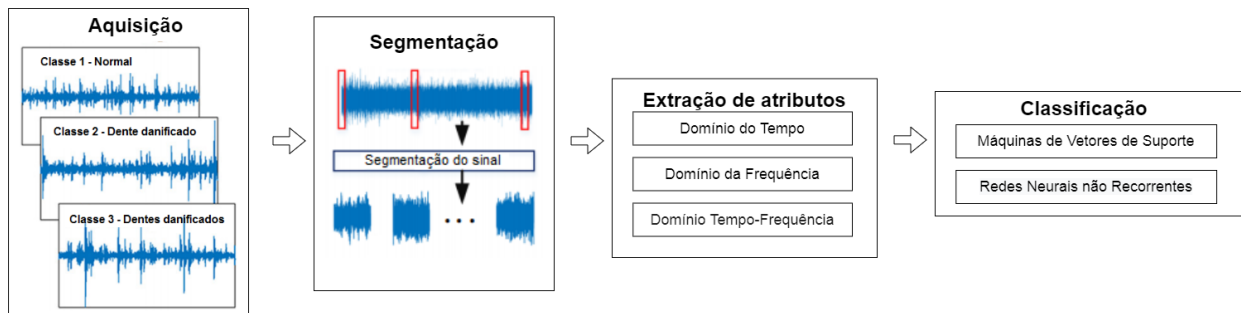 Aquisição
Classe 1 - Normal
Classe 2 - Dente danificado
Classe 3 - Dentes danificados
Segmentação
Segmentação do sinal
Extração de atributos
Domínio do Tempo
Domínio da Frequência
Domínio Tempo-Frequência
Classificação
Máquinas de Vetores de Suporte
Redes Neurais não Recorrentes